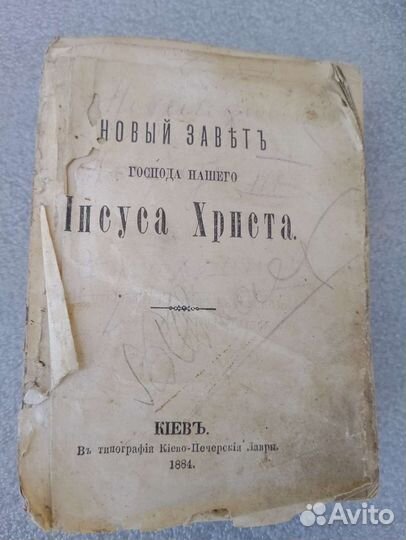 НОВЫЙ ЗАВѢТЪ
ГОСПОДА НАШЕГО
Іисуса Христа.
КІЕВЪ.
Въ типографіи Кіево-Печерскія Лавры.
1884.
Avito